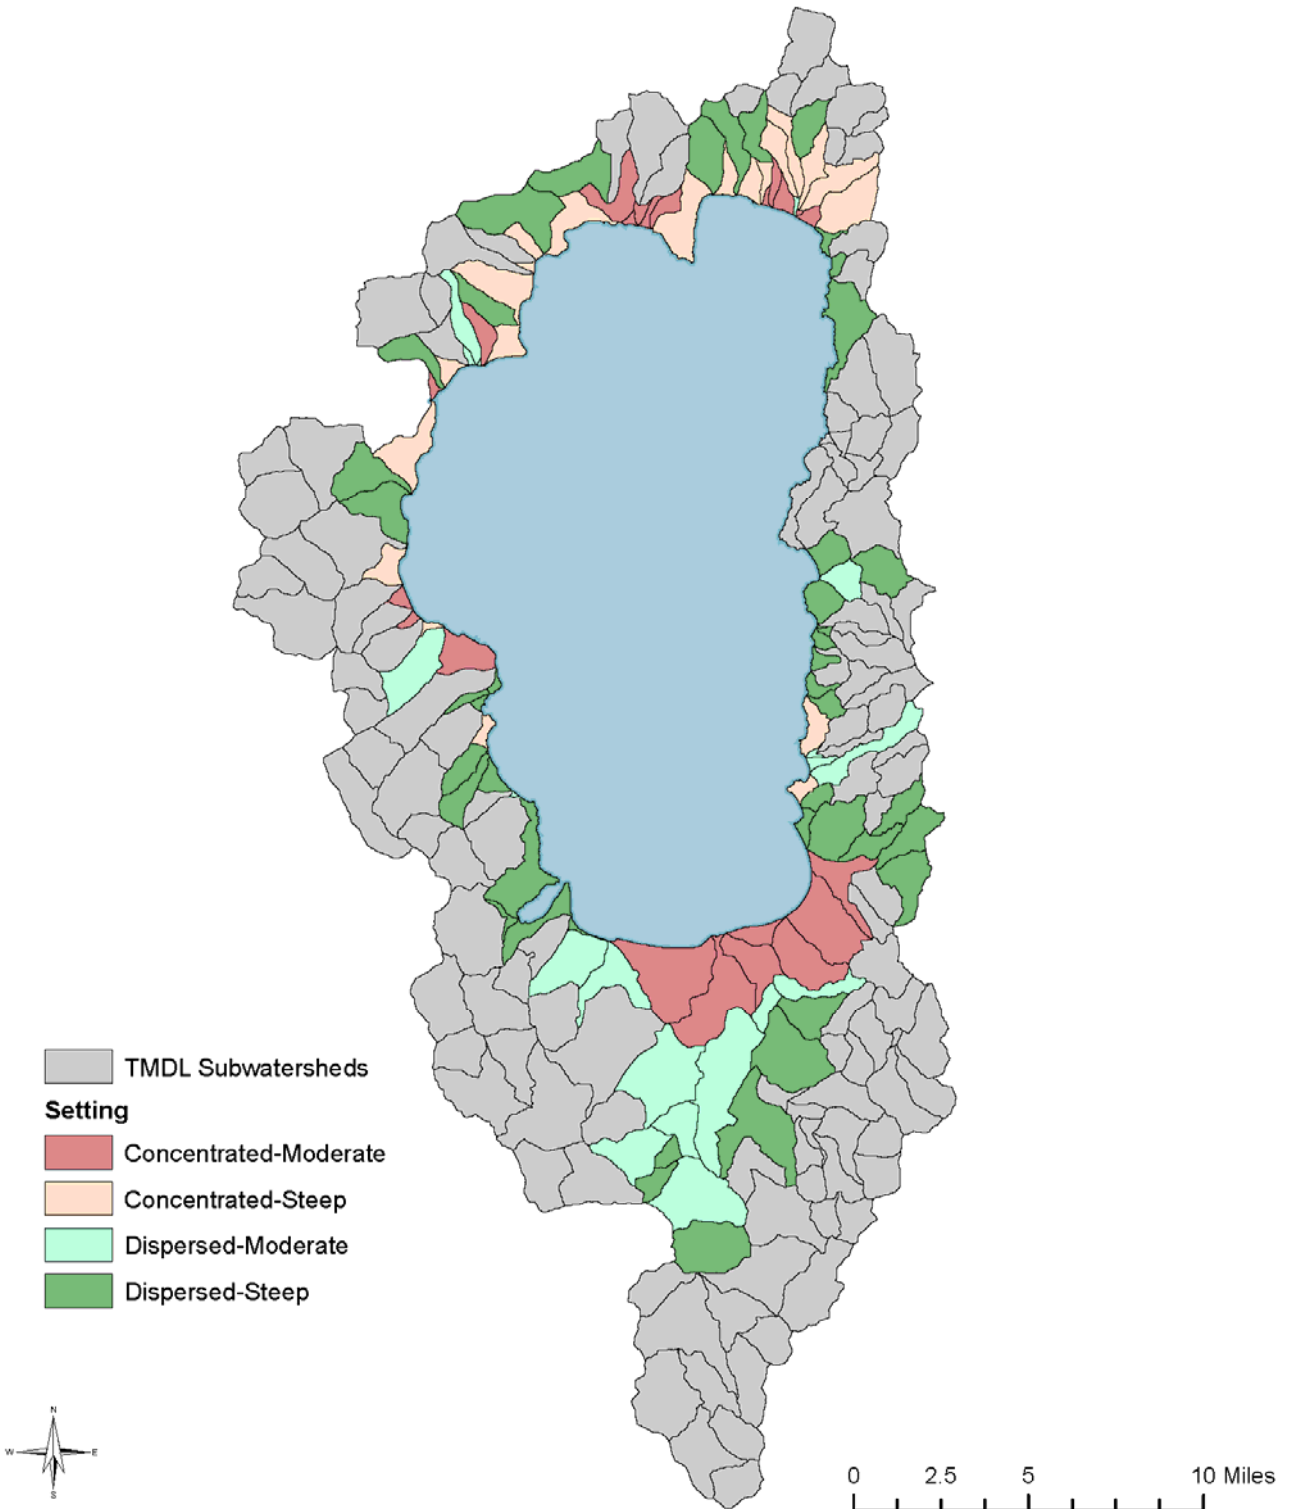 TMDL Subwatersheds
Setting
Concentrated-Moderate
Concentrated-Steep
Dispersed-Moderate
Dispersed-Steep
N
W E
S
0 2.5 5 10 Miles